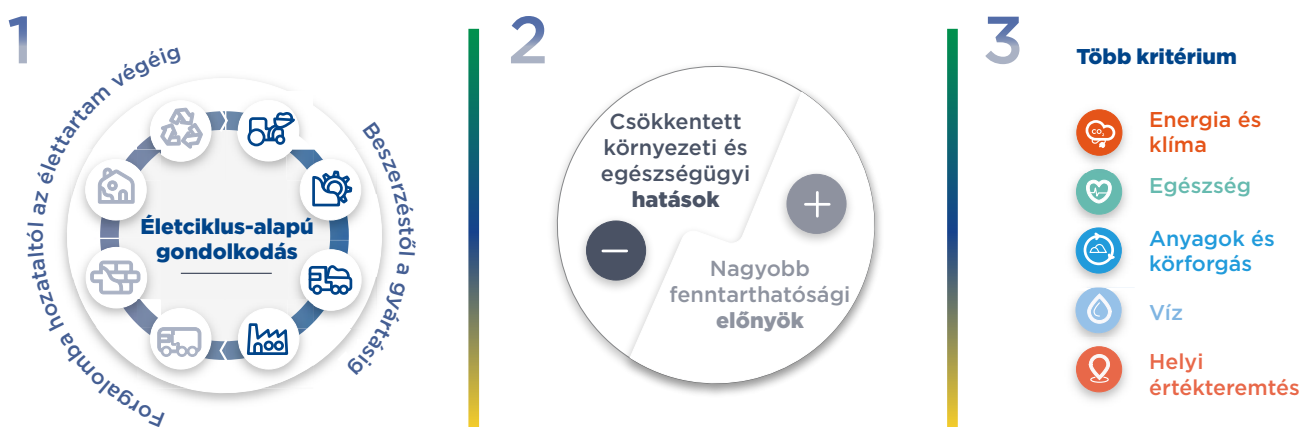 1
Forgalomba hozataltól az élettartam végéig
Beszerzéstől a gyártásig
Életciklus-alapú
gondolkodás
2
Csökkentett
környezeti és
egészségügyi
hatások
Nagyobb
fenntarthatósági
előnyök
3
Több kritérium
CO₂
Energia és
klíma
Egészség
Anyagok és
körforgás
Víz
Helyi
értékteremtés